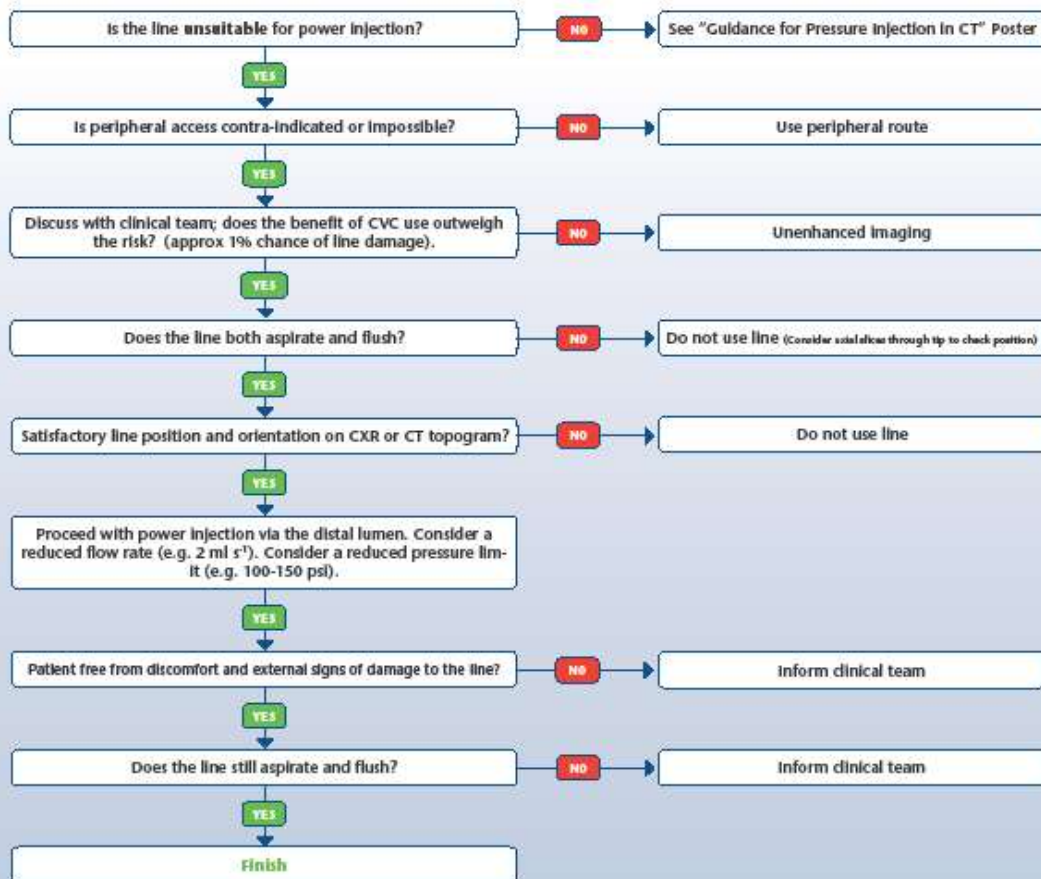 Is the line unsuitable for power injection?
NO
See "Guidance for Pressure Injection in CT" Poster
YES
Is peripheral access contra-indicated or impossible?
NO
Use peripheral route
YES
Discuss with clinical team; does the benefit of CVC use outweigh
the risk? (approx 1% chance of line damage).
NO
Unenhanced imaging
YES
Does the line both aspirate and flush?
NO
Do not use line (Consider axial slices through tip to check position)
YES
Satisfactory line position and orientation on CXR or CT topogram?
NO
Do not use line
YES
Proceed with power injection via the distal lumen. Consider a
reduced flow rate (e.g. 2 ml s⁻¹). Consider a reduced pressure lim-
it (e.g. 100-150 psi).
YES
Patient free from discomfort and external signs of damage to the line?
NO
Inform clinical team
YES
Does the line still aspirate and flush?
NO
Inform clinical team
YES
Finish